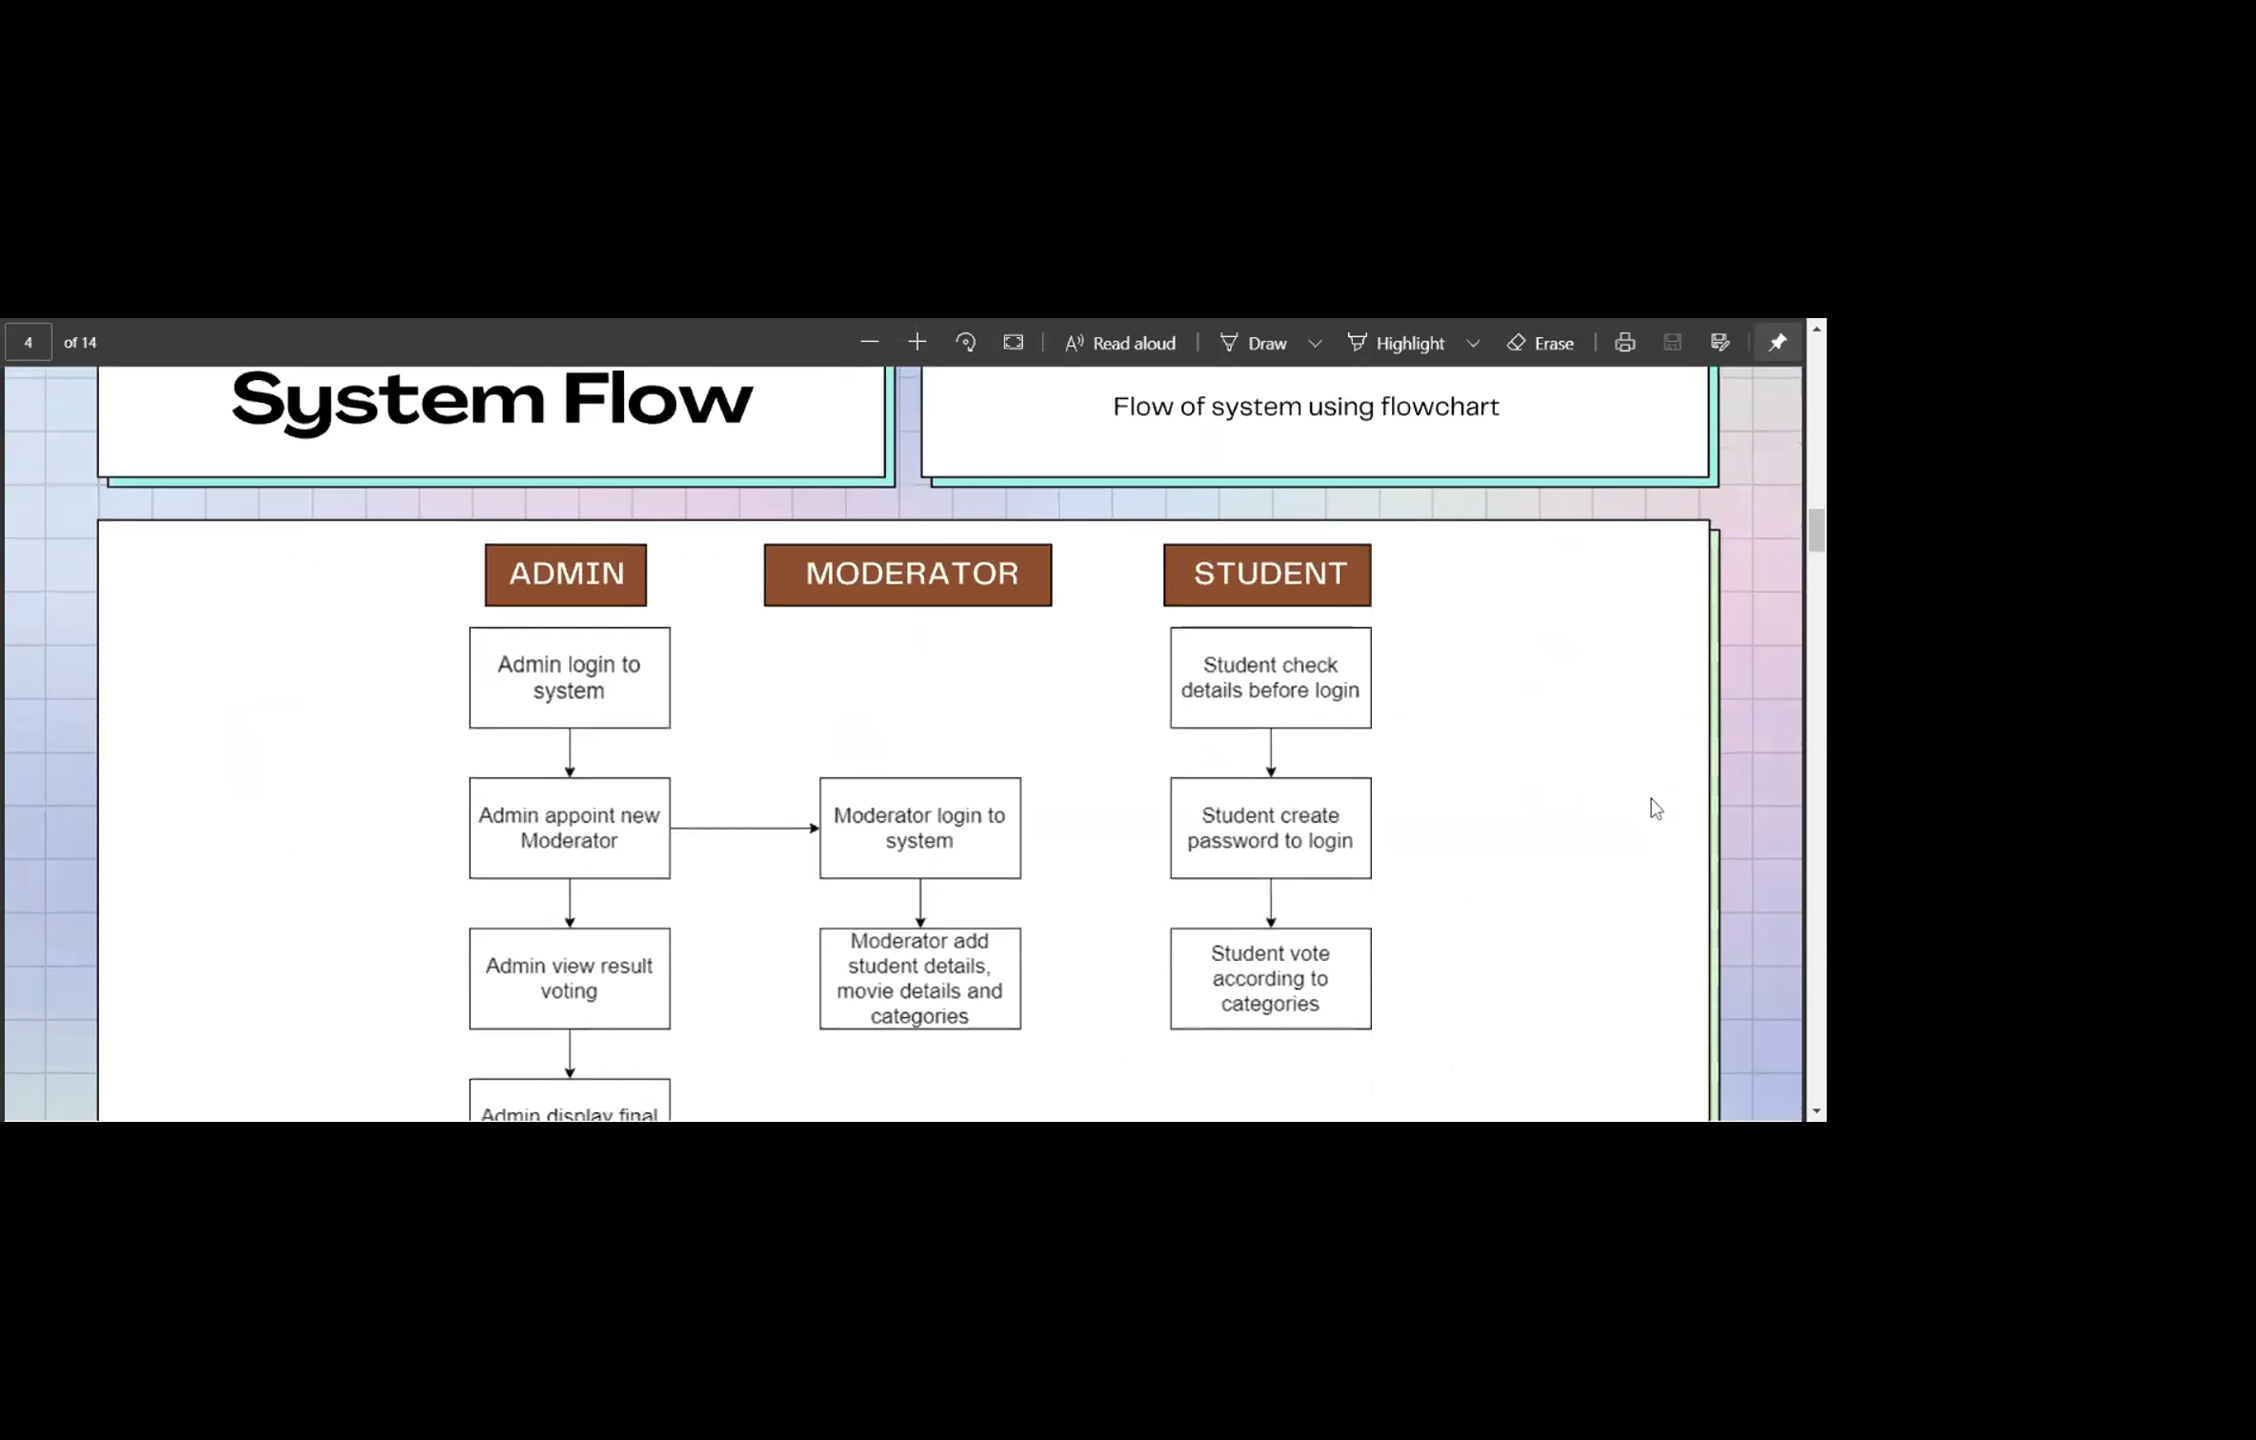 4 of 14 Read aloud Draw Highlight Erase
System Flow
Flow of system using flowchart
ADMIN MODERATOR STUDENT
Admin login to
system
Student check
details before login
Admin appoint new
Moderator
Moderator login to
system
Student create
password to login
Admin view result
voting
Moderator add
student details,
movie details and
categories
Student vote
according to
categories
Admin display final